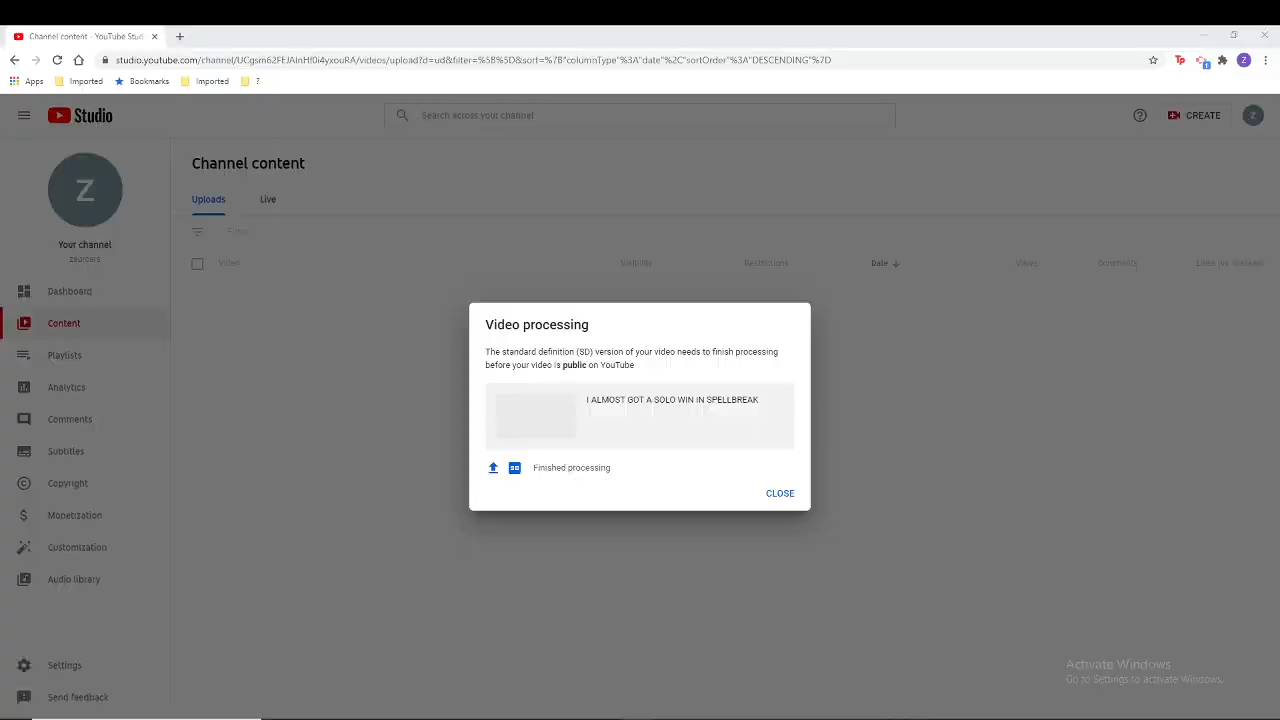 Channel content - YouTube Stud
studio.youtube.com/channel/UCgsm62FEJAInHf0i4yxouRA/videos/upload?d=ud&filter=%5B%5D&sort=%7B"columnType"%3A"date"%2C"sortOrder"%3A"DESCENDING"%7D
Tp
1
Z
Apps
Imported
Bookmarks
Imported
?
Studio
Search across your channel
CREATE
Z
Z
Your channel
Channel content
Uploads
Live
Filter
Video
Visibility
Restrictions
Date
Views
Comments
Dashboard
Content
Playlists
Analytics
Comments
Subtitles
Copyright
Monetization
Customization
Audio library
Settings
Send feedback
Video processing
The standard definition (SD) version of your video needs to finish processing
before your video is public on YouTube
I ALMOST GOT A SOLO WIN IN SPELLBREAK
SD
Finished processing
CLOSE
Activate Windows
Go to Settings to activate Windows.